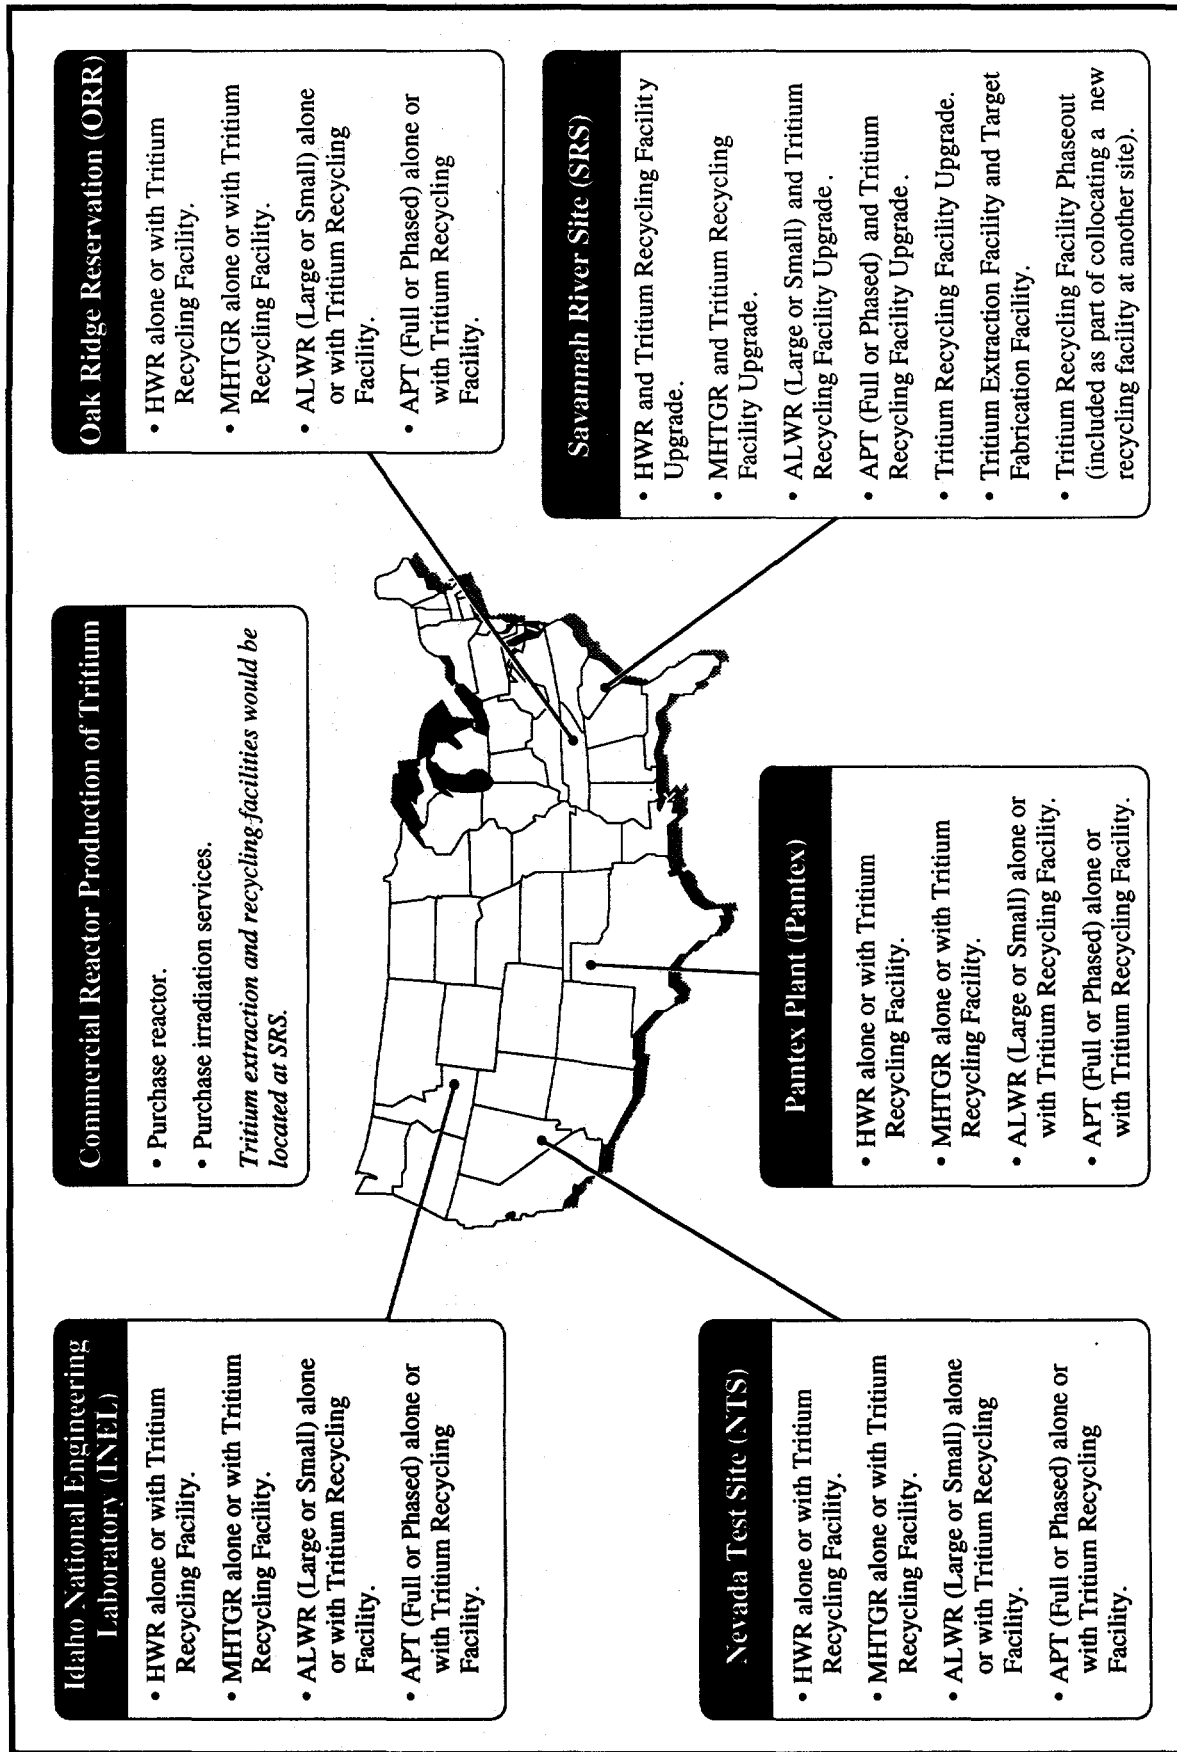 Idaho National Engineering
Laboratory (INEL)
• HWR alone or with Tritium
Recycling Facility.
• MHTGR alone or with Tritium
Recycling Facility.
• ALWR (Large or Small) alone
or with Tritium Recycling
Facility.
• APT (Full or Phased) alone or
with Tritium Recycling
Facility.
Commercial Reactor Production of Tritium
• Purchase reactor.
• Purchase irradiation services.
Tritium extraction and recycling facilities would be
located at SRS.
Oak Ridge Reservation (ORR)
• HWR alone or with Tritium
Recycling Facility.
• MHTGR alone or with Tritium
Recycling Facility.
• ALWR (Large or Small) alone
or with Tritium Recycling
Facility.
• APT (Full or Phased) alone or
with Tritium Recycling
Facility.
Nevada Test Site (NTS)
• HWR alone or with Tritium
Recycling Facility.
• MHTGR alone or with Tritium
Recycling Facility.
• ALWR (Large or Small) alone
or with Tritium Recycling
Facility.
• APT (Full or Phased) alone or
with Tritium Recycling
Facility.
Pantex Plant (Pantex)
• HWR alone or with Tritium
Recycling Facility.
• MHTGR alone or with Tritium
Recycling Facility.
• ALWR (Large or Small) alone or
with Tritium Recycling Facility.
• APT (Full or Phased) alone or
with Tritium Recycling Facility.
Savannah River Site (SRS)
• HWR and Tritium Recycling Facility
Upgrade.
• MHTGR and Tritium Recycling
Facility Upgrade.
• ALWR (Large or Small) and Tritium
Recycling Facility Upgrade.
• APT (Full or Phased) and Tritium
Recycling Facility Upgrade.
• Tritium Recycling Facility Upgrade.
• Tritium Extraction Facility and Target
Fabrication Facility.
• Tritium Recycling Facility Phaseout
(included as part of collocating a new
recycling facility at another site).